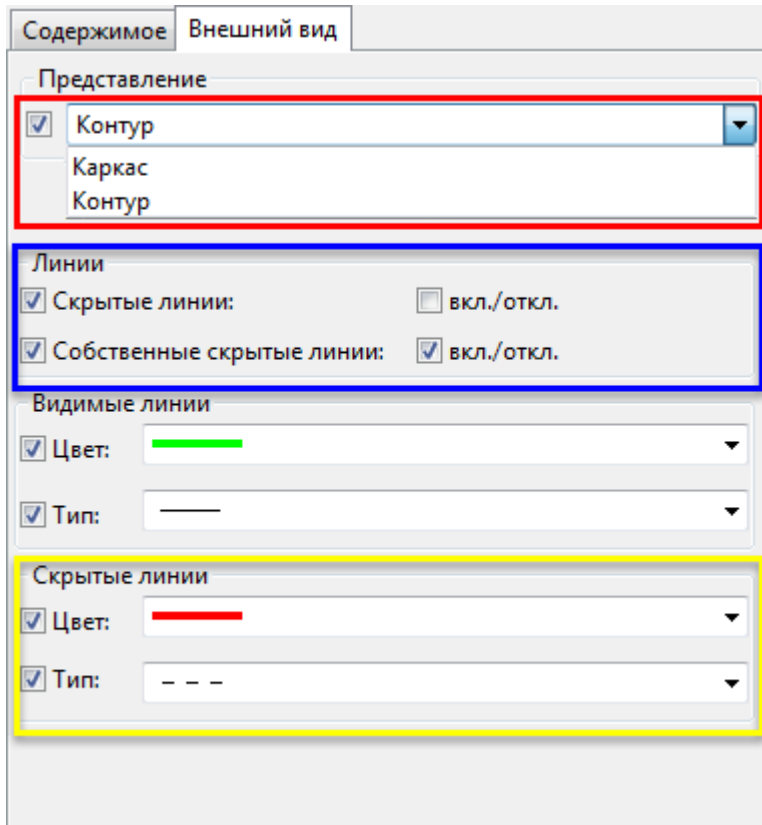 Содержимое Внешний вид
Представление
Контур
Каркас
Контур
Линии
Скрытые линии: вкл./откл.
Собственные скрытые линии: вкл./откл.
Видимые линии
Цвет:
Тип:
Скрытые линии
Цвет:
Тип: